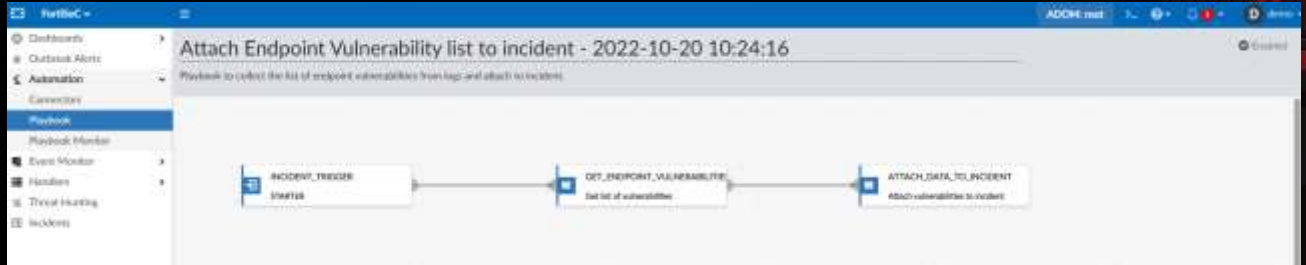 FortiSoC
ADOM: root
demo
Dashboards
Outbreak Alerts
Automation
Connectors
Playbook
Playbook Monitor
Event Monitor
Handlers
Threat Hunting
Incidents
Attach Endpoint Vulnerability list to incident - 2022-10-20 10:24:16
Enabled
Playbook to collect the list of endpoint vulnerabilities from logs and attach to incident.
INCIDENT_TRIGGER
STARTER
GET_ENDPOINT_VULNERABILITIE
Get list of vulnerabilities
ATTACH_DATA_TO_INCIDENT
Attach vulnerabilities to incident